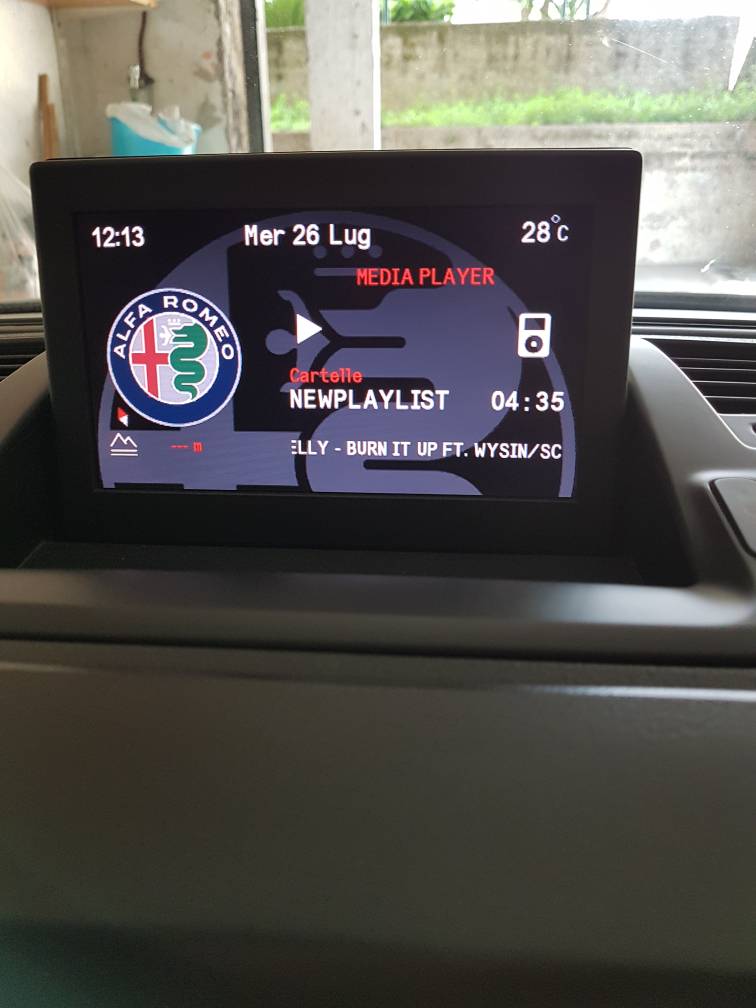 12:13 Mer 26 Lug 28°C
MEDIA PLAYER
ALFA ROMEO
Cartelle
NEWPLAYLIST 04:35
--- m ELLY - BURN IT UP FT. WYSIN/SC